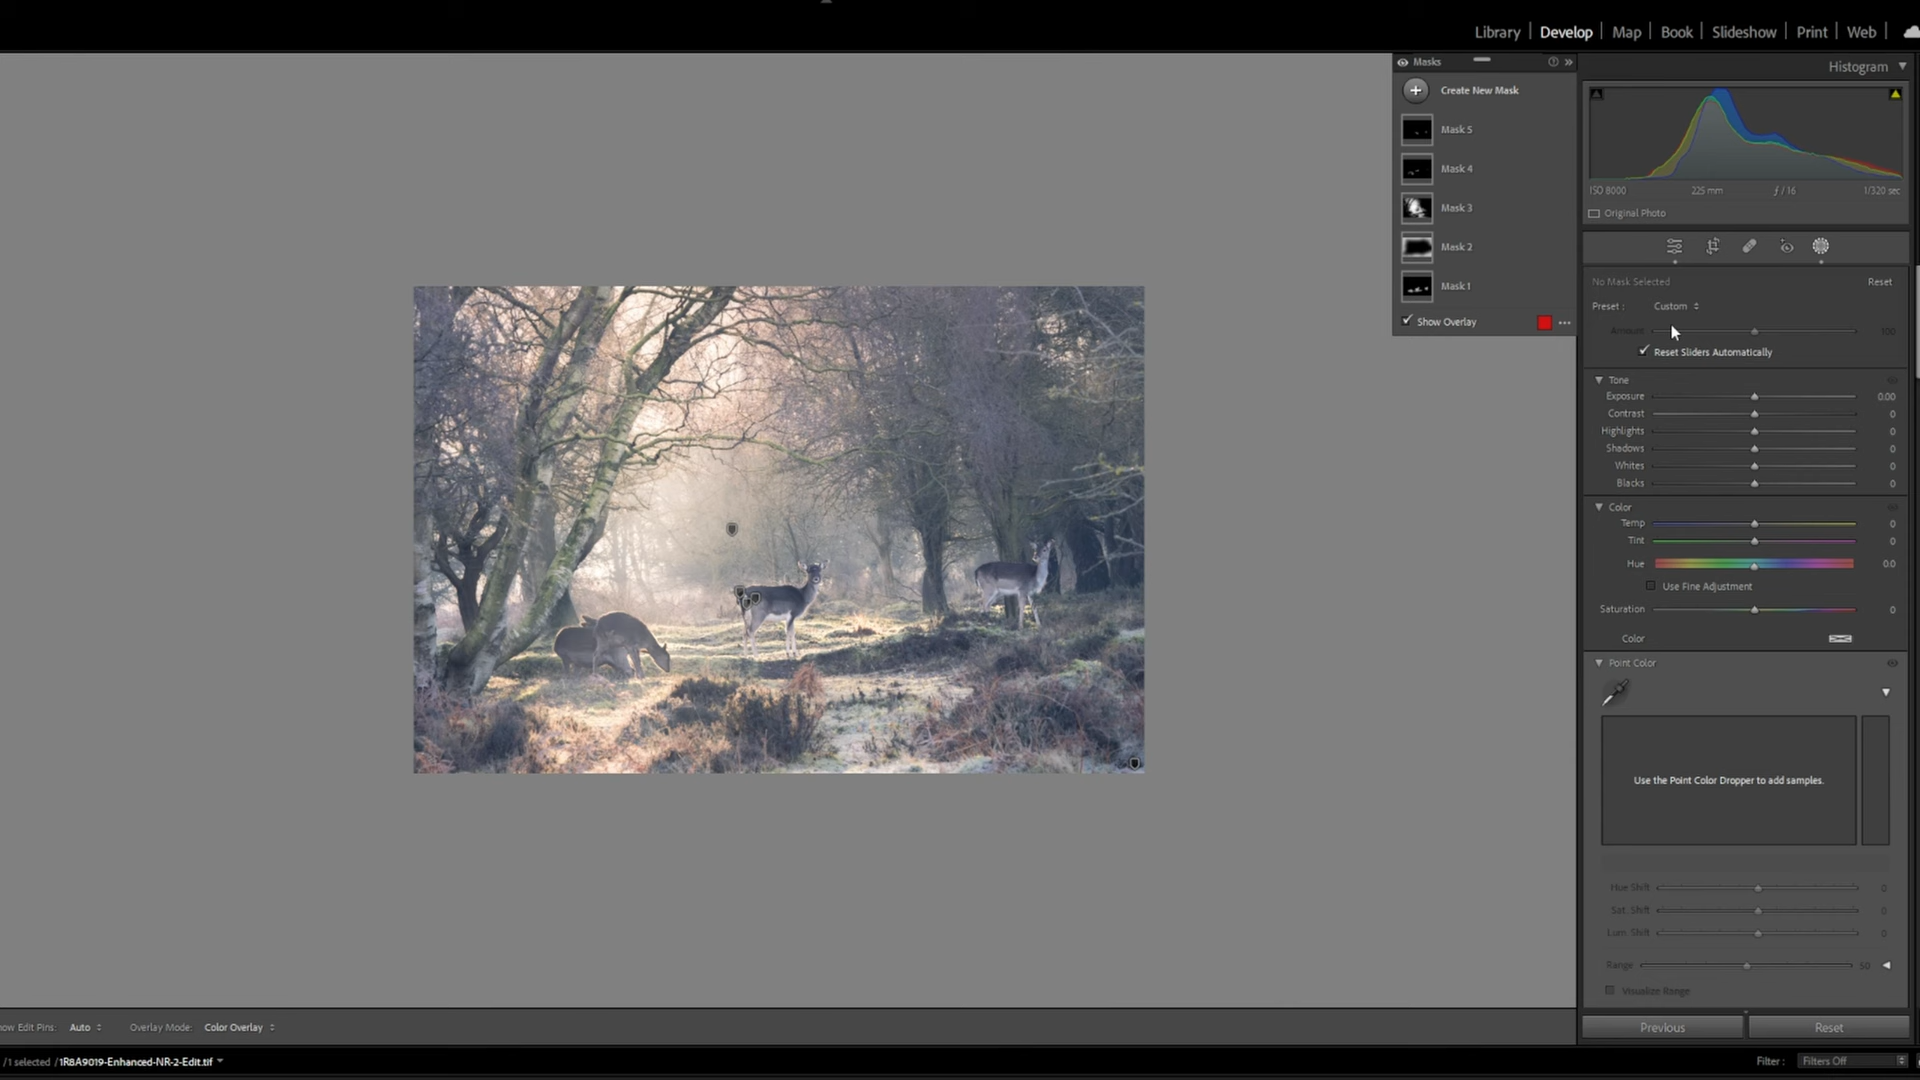 Library | Develop | Map | Book | Slideshow | Print | Web
Masks
Create New Mask
Mask 5
Mask 4
Mask 3
Mask 2
Mask 1
Show Overlay
Histogram
ISO 8000 225 mm ƒ / 16 1/320 sec
Original Photo
No Mask Selected Reset
Preset : Custom
Amount 100
Reset Sliders Automatically
Tone
Exposure 0.00
Contrast 0
Highlights 0
Shadows 0
Whites 0
Blacks 0
Color
Temp 0
Tint 0
Hue 0.0
Use Fine Adjustment
Saturation 0
Color
Point Color
Use the Point Color Dropper to add samples.
Hue Shift 0
Sat. Shift 0
Lum. Shift 0
Range 50
Visualize Range
Previous Reset
how Edit Pins: Auto Overlay Mode: Color Overlay
/1 selected /1R8A9019-Enhanced-NR-2-Edit.tif
Filter : Filters Off